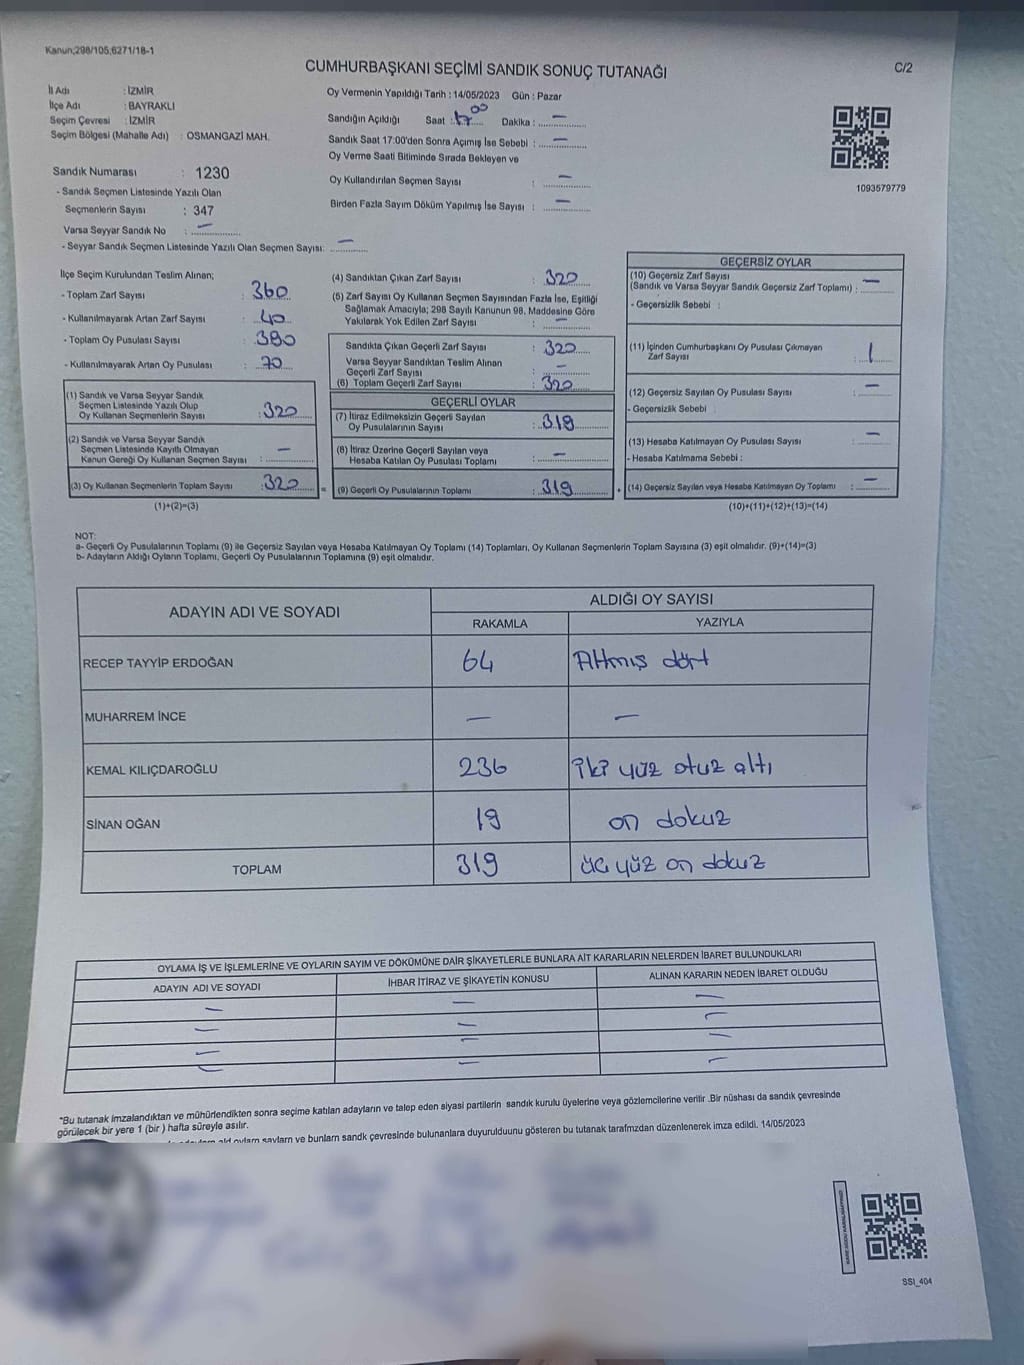 Kanun;298/105;6271/18-1
CUMHURBAŞKANI SEÇİMİ SANDIK SONUÇ TUTANAĞI
C/2
İl Adı : İZMİR
İlçe Adı : BAYRAKLI
Seçim Çevresi : İZMİR
Seçim Bölgesi (Mahalle Adı) : OSMANGAZİ MAH.
Sandık Numarası : 1230
- Sandık Seçmen Listesinde Yazılı Olan
Seçmenlerin Sayısı : 347
Varsa Seyyar Sandık No : —
- Seyyar Sandık Seçmen Listesinde Yazılı Olan Seçmen Sayısı: —
Oy Vermenin Yapıldığı Tarih : 14/05/2023 Gün : Pazar
Sandığın Açıldığı Saat : 17 00 Dakika : —
Sandık Saat 17:00'den Sonra Açımış İse Sebebi : —
Oy Verme Saati Bitiminde Sırada Bekleyen ve
Oy Kullandırılan Seçmen Sayısı : —
Birden Fazla Sayım Döküm Yapılmış İse Sayısı : —
1093579779
İlçe Seçim Kurulundan Teslim Alınan;
- Toplam Zarf Sayısı : 360
- Kullanılmayarak Artan Zarf Sayısı : 40
- Toplam Oy Pusulası Sayısı : 380
- Kullanılmayarak Artan Oy Pusulası : 70
(1) Sandık ve Varsa Seyyar Sandık
Seçmen Listesinde Yazılı Olup
Oy Kullanan Seçmenlerin Sayısı : 320
(2) Sandık ve Varsa Seyyar Sandık
Seçmen Listesinde Kayıtlı Olmayan
Kanun Gereği Oy Kullanan Seçmen Sayısı : —
(3) Oy Kullanan Seçmenlerin Toplam Sayısı : 320
(1)+(2)=(3)
(4) Sandıktan Çıkan Zarf Sayısı : 320
(5) Zarf Sayısı Oy Kullanan Seçmen Sayısından Fazla İse, Eşitliği
Sağlamak Amacıyla; 298 Sayılı Kanunun 98. Maddesine Göre
Yakılarak Yok Edilen Zarf Sayısı : —
Sandıkta Çıkan Geçerli Zarf Sayısı : 320
Varsa Seyyar Sandıktan Teslim Alınan
Geçerli Zarf Sayısı : —
(6) Toplam Geçerli Zarf Sayısı : 320
GEÇERLİ OYLAR
(7) İtiraz Edilmeksizin Geçerli Sayılan
Oy Pusulalarının Sayısı : 319
(8) İtiraz Üzerine Geçerli Sayılan veya
Hesaba Katılan Oy Pusulası Toplamı : —
= (9) Geçerli Oy Pusulalarının Toplamı : 319 +
GEÇERSİZ OYLAR
(10) Geçersiz Zarf Sayısı
(Sandık ve Varsa Seyyar Sandık Geçersiz Zarf Toplamı) : —
- Geçersizlik Sebebi :
(11) İçinden Cumhurbaşkanı Oy Pusulası Çıkmayan
Zarf Sayısı : 1
(12) Geçersiz Sayılan Oy Pusulası Sayısı : —
- Geçersizlik Sebebi :
(13) Hesaba Katılmayan Oy Pusulası Sayısı : —
- Hesaba Katılmama Sebebi :
(14) Geçersiz Sayılan veya Hesaba Katılmayan Oy Toplamı : —
(10)+(11)+(12)+(13)=(14)
NOT:
a- Geçerli Oy Pusulalarının Toplamı (9) ile Geçersiz Sayılan veya Hesaba Katılmayan Oy Toplamı (14) Toplamları, Oy Kullanan Seçmenlerin Toplam Sayısına (3) eşit olmalıdır. (9)+(14)=(3)
b- Adayların Aldığı Oyların Toplamı, Geçerli Oy Pusulalarının Toplamına (9) eşit olmalıdır.
ADAYIN ADI VE SOYADI
ALDIĞI OY SAYISI
RAKAMLA YAZIYLA
RECEP TAYYİP ERDOĞAN 64 Altmış dört
MUHARREM İNCE — —
KEMAL KILIÇDAROĞLU 236 iki yüz otuz altı
SİNAN OĞAN 19 on dokuz
TOPLAM 319 üç yüz on dokuz
OYLAMA İŞ VE İŞLEMLERİNE VE OYLARIN SAYIM VE DÖKÜMÜNE DAİR ŞİKAYETLERLE BUNLARA AİT KARARLARIN NELERDEN İBARET BULUNDUKLARI
ADAYIN ADI VE SOYADI İHBAR İTİRAZ VE ŞİKAYETİN KONUSU ALINAN KARARIN NEDEN İBARET OLDUĞU
— — —
— — —
— — —
— — —
*Bu tutanak imzalandıktan ve mühürlendikten sonra seçime katılan adayların ve talep eden siyasi partilerin sandık kurulu üyelerine veya gözlemcilerine verilir .Bir nüshası da sandık çevresinde
görülecek bir yere 1 (bir ) hafta süreyle asılır.
ve bunların sandk çevresinde bulunanlara duyurulduunu gösteren bu tutanak tarafmzdan düzenlenerek imza edildi. 14/05/2023
SSI_404